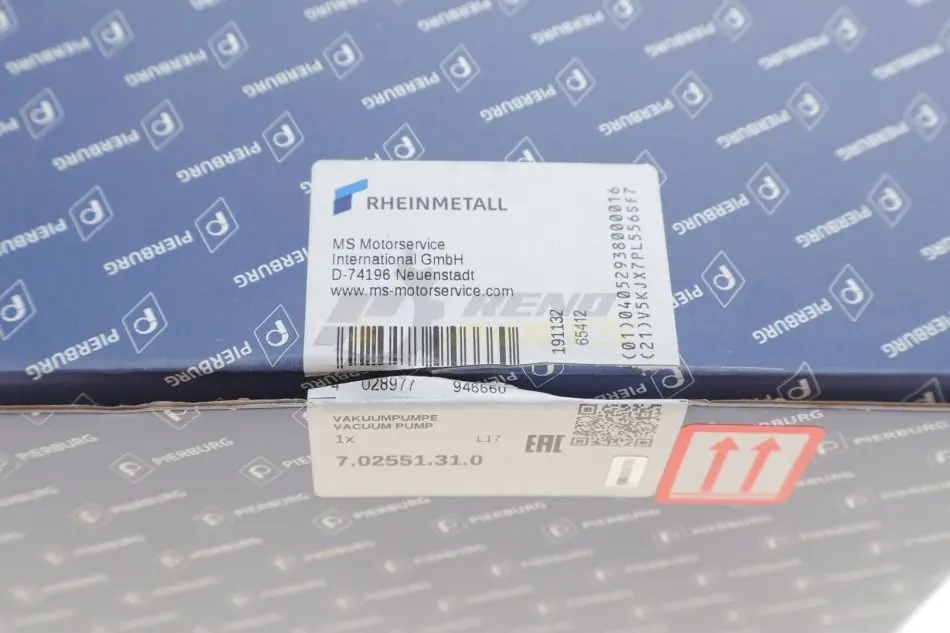 PIERBURG
RHEINMETALL
MS Motorservice
International GmbH
D-74196 Neuenstadt
www.ms-motorservice.com
191132
65412
(01)04052938000016
(21)V5KJX7PL556SF7
028977 946660
VAKUUMPUMPE
VACUUM PUMP
1x
L17
EAC
7.02551.31.0